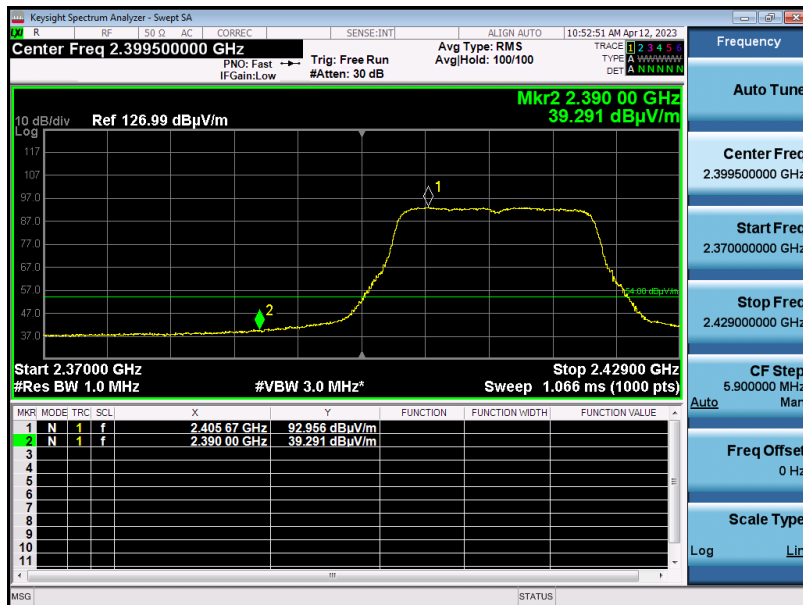 Keysight Spectrum Analyzer - Swept SA
LXI R RF 50 Ω AC CORREC SENSE:INT ALIGN AUTO 10:52:51 AM Apr 12, 2023
Center Freq 2.399500000 GHz
PNO: Fast
IFGain:Low
Trig: Free Run
#Atten: 30 dB
Avg Type: RMS
Avg|Hold: 100/100
TRACE 1 2 3 4 5 6
TYPE A WWWWW
DET A N N N N N
Mkr2 2.390 00 GHz
39.291 dBµV/m
10 dB/div Ref 126.99 dBµV/m
Log
117
107
97.0
87.0
77.0
67.0
57.0
47.0
37.0
1
2
54.00 dBµV/m
Start 2.37000 GHz Stop 2.42900 GHz
#Res BW 1.0 MHz #VBW 3.0 MHz* Sweep 1.066 ms (1000 pts)
MKR MODE TRC SCL X Y FUNCTION FUNCTION WIDTH FUNCTION VALUE
1 N 1 f 2.405 67 GHz 92.956 dBµV/m
2 N 1 f 2.390 00 GHz 39.291 dBµV/m
3
4
5
6
7
8
9
10
11
MSG STATUS
Frequency
Auto Tune
Center Freq
2.399500000 GHz
Start Freq
2.370000000 GHz
Stop Freq
2.429000000 GHz
CF Step
5.900000 MHz
Auto Man
Freq Offset
0 Hz
Scale Type
Log Lin